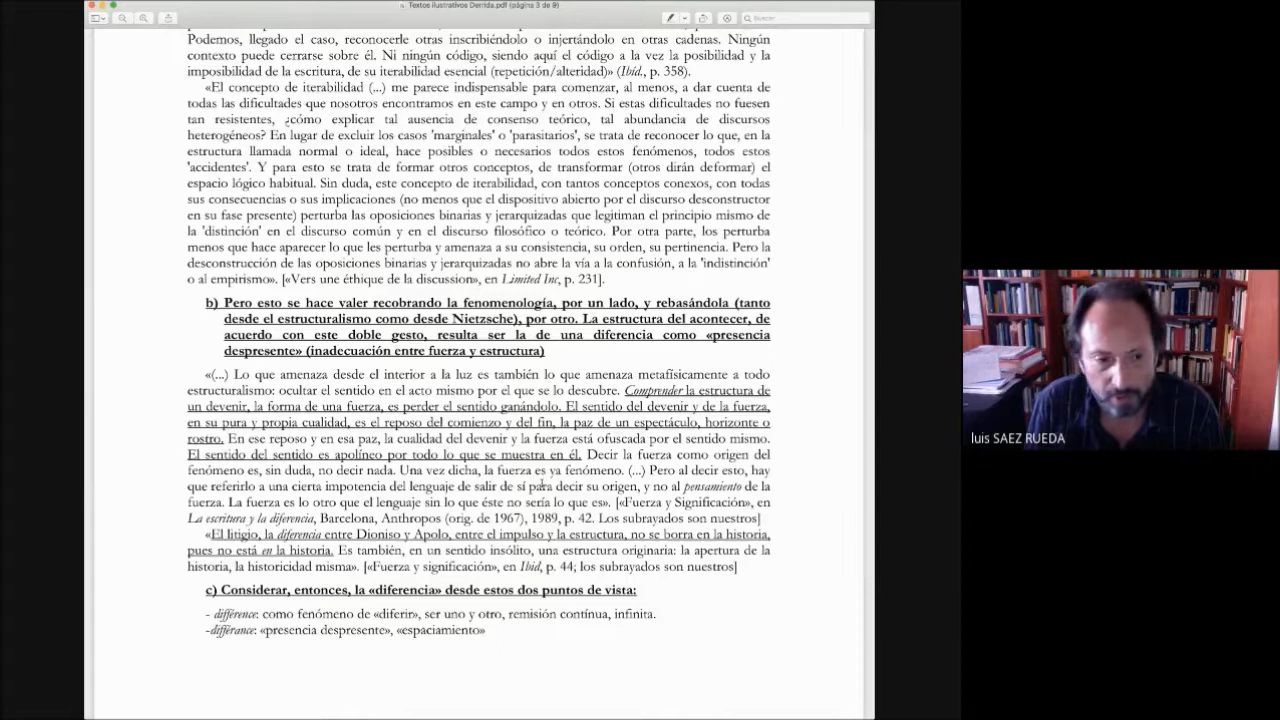 Textos ilustrativos Derrida.pdf (página 3 de 9)
Buscar
Podemos, llegado el caso, reconocerle otras inscribiéndolo o injertándolo en otras cadenas. Ningún
contexto puede cerrarse sobre él. Ni ningún código, siendo aquí el código a la vez la posibilidad y la
imposibilidad de la escritura, de su iterabilidad esencial (repetición/alteridad)» (Ibíd., p. 358).
«El concepto de iterabilidad (...) me parece indispensable para comenzar, al menos, a dar cuenta de
todas las dificultades que nosotros encontramos en este campo y en otros. Si estas dificultades no fuesen
tan resistentes, ¿cómo explicar tal ausencia de consenso teórico, tal abundancia de discursos
heterogéneos? En lugar de excluir los casos 'marginales' o 'parasitarios', se trata de reconocer lo que, en la
estructura llamada normal o ideal, hace posibles o necesarios todos estos fenómenos, todos estos
'accidentes'. Y para esto se trata de formar otros conceptos, de transformar (otros dirán deformar) el
espacio lógico habitual. Sin duda, este concepto de iterabilidad, con tantos conceptos conexos, con todas
sus consecuencias o sus implicaciones (no menos que el dispositivo abierto por el discurso desconstructor
en su fase presente) perturba las oposiciones binarias y jerarquizadas que legitiman el principio mismo de
la 'distinción' en el discurso común y en el discurso filosófico o teórico. Por otra parte, los perturba
menos que hace aparecer lo que les perturba y amenaza a su consistencia, su orden, su pertinencia. Pero la
desconstrucción de las oposiciones binarias y jerarquizadas no abre la vía a la confusión, a la 'indistinción'
o al empirismo». [«Vers une éthique de la discussion», en Limited Inc, p. 231].
b) Pero esto se hace valer recobrando la fenomenología, por un lado, y rebasándola (tanto
desde el estructuralismo como desde Nietzsche), por otro. La estructura del acontecer, de
acuerdo con este doble gesto, resulta ser la de una diferencia como «presencia
despresente» (inadecuación entre fuerza y estructura)
«(...) Lo que amenaza desde el interior a la luz es también lo que amenaza metafísicamente a todo
estructuralismo: ocultar el sentido en el acto mismo por el que se lo descubre. Comprender la estructura de
un devenir, la forma de una fuerza, es perder el sentido ganándolo. El sentido del devenir y de la fuerza,
en su pura y propia cualidad, es el reposo del comienzo y del fin, la paz de un espectáculo, horizonte o
rostro. En ese reposo y en esa paz, la cualidad del devenir y la fuerza está ofuscada por el sentido mismo.
El sentido del sentido es apolíneo por todo lo que se muestra en él. Decir la fuerza como origen del
fenómeno es, sin duda, no decir nada. Una vez dicha, la fuerza es ya fenómeno. (...) Pero al decir esto, hay
que referirlo a una cierta impotencia del lenguaje de salir de sí para decir su origen, y no al pensamiento de la
fuerza. La fuerza es lo otro que el lenguaje sin lo que éste no sería lo que es». [«Fuerza y Significación», en
La escritura y la diferencia, Barcelona, Anthropos (orig. de 1967), 1989, p. 42. Los subrayados son nuestros]
«El litigio, la diferencia entre Dioniso y Apolo, entre el impulso y la estructura, no se borra en la historia,
pues no está en la historia. Es también, en un sentido insólito, una estructura originaria: la apertura de la
historia, la historicidad misma». [«Fuerza y significación», en Ibid, p. 44; los subrayados son nuestros]
c) Considerar, entonces, la «diferencia» desde estos dos puntos de vista:
- différence: como fenómeno de «diferir», ser uno y otro, remisión contínua, infinita.
-différance: «presencia despresente», «espaciamiento»
luis SAEZ RUEDA